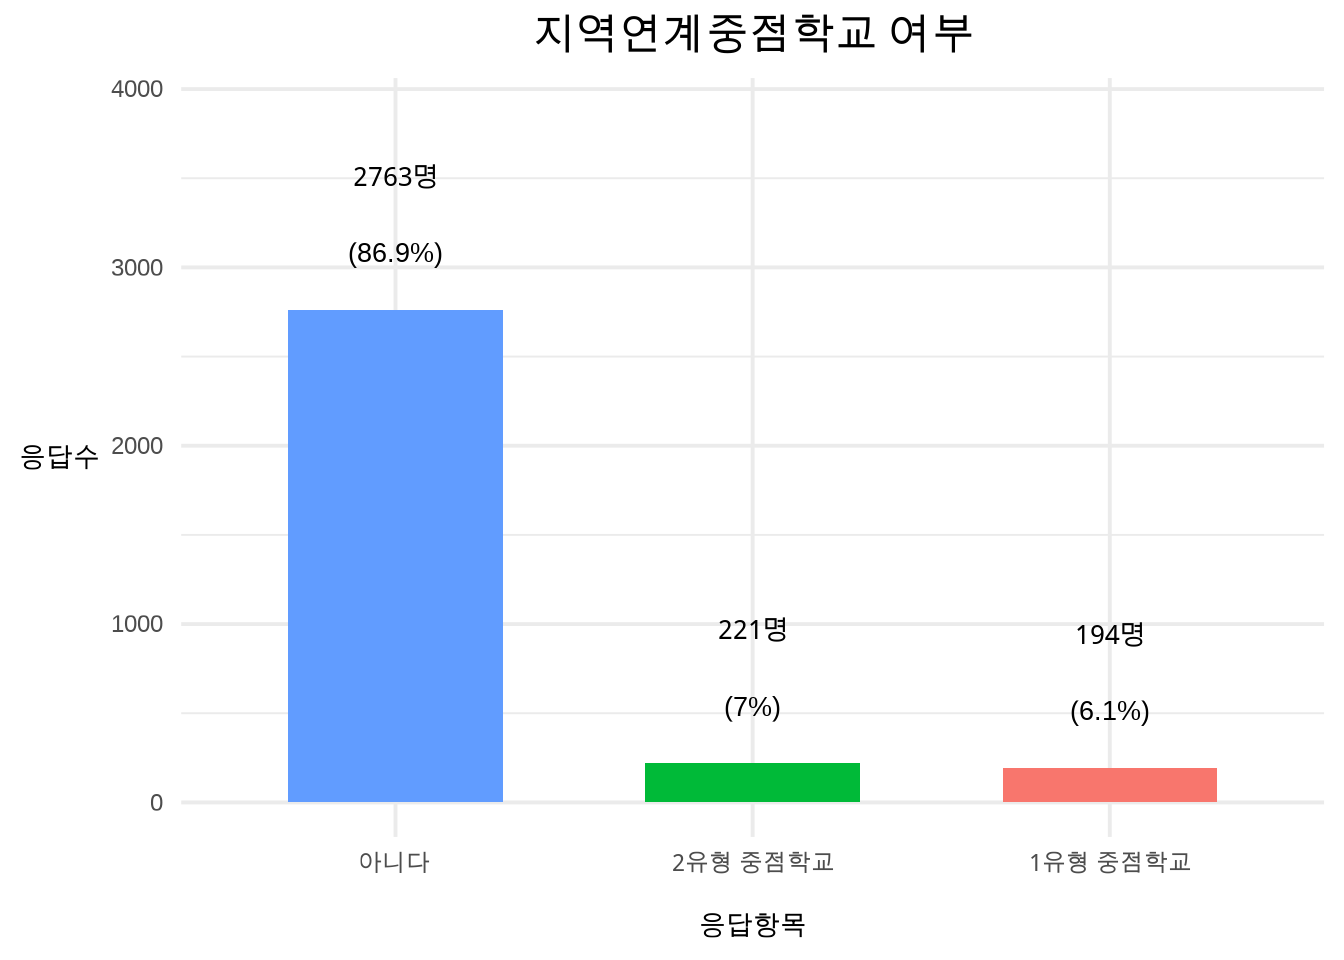 지역연계중점학교 여부
4000
3000
2000
1000
0
응답수
2763명
(86.9%)
221명
(7%)
194명
(6.1%)
아니다
2유형 중점학교
1유형 중점학교
응답항목